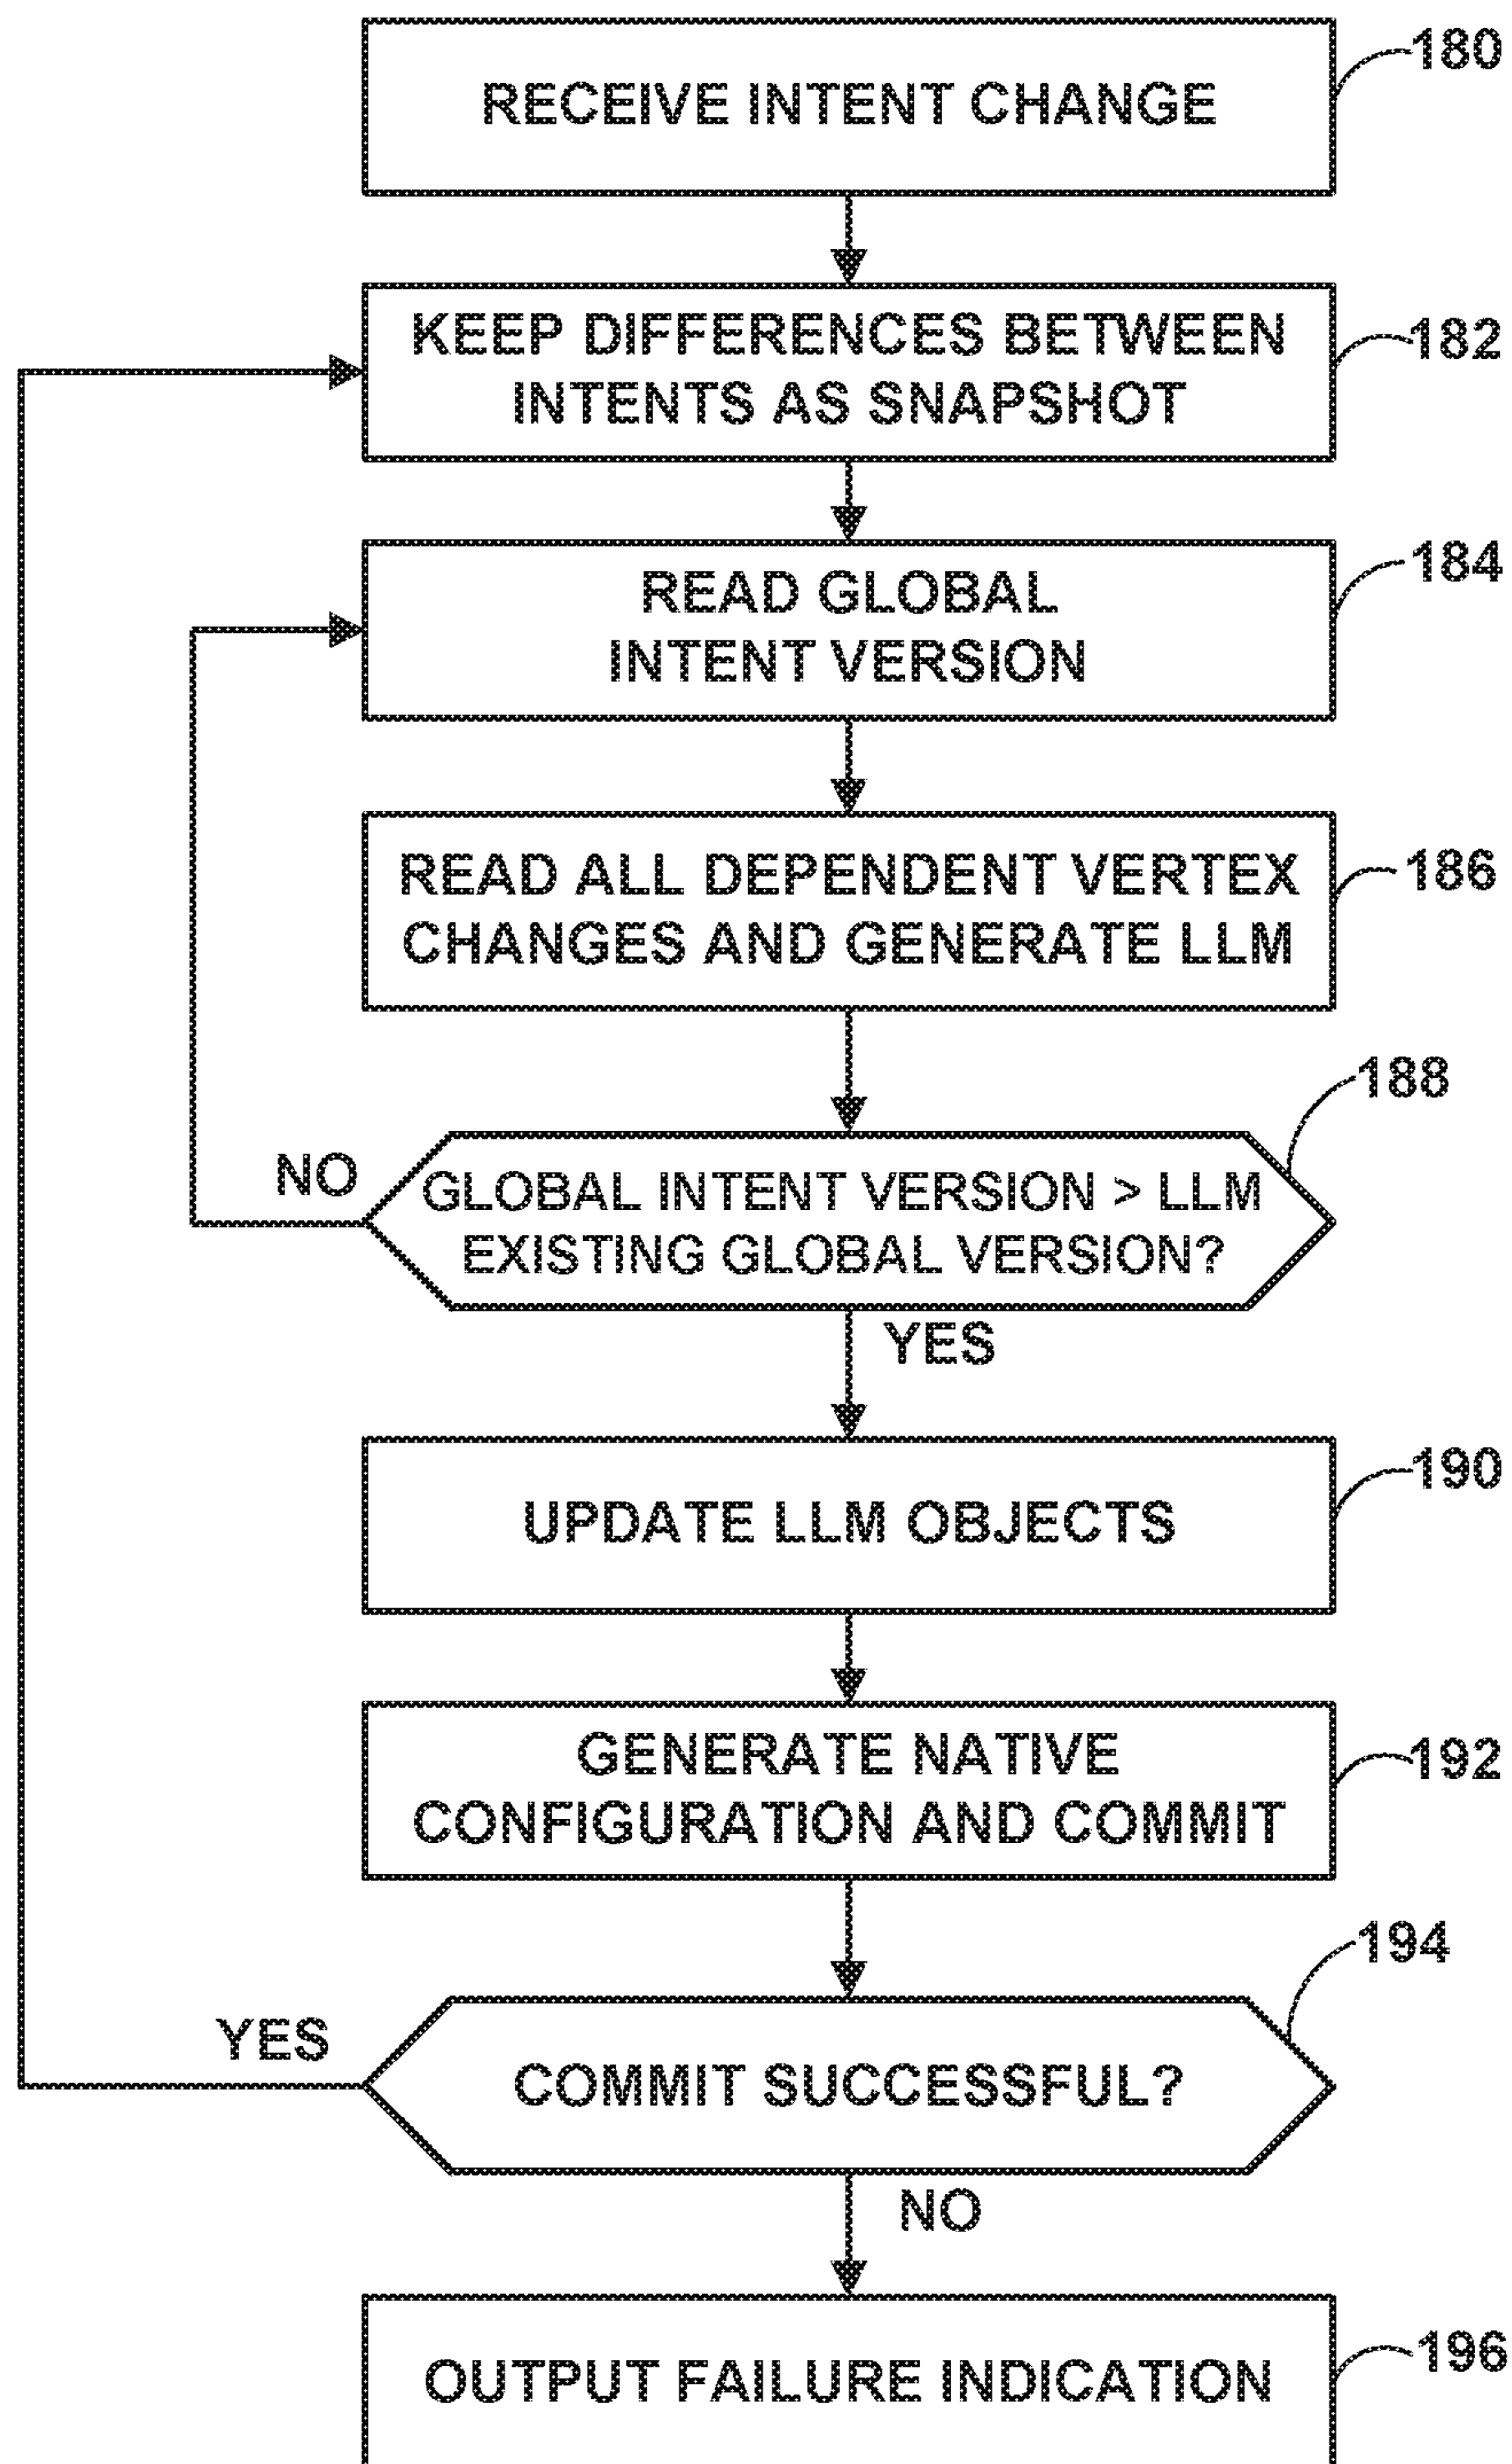 RECEIVE INTENT CHANGE
180
KEEP DIFFERENCES BETWEEN
INTENTS AS SNAPSHOT
182
READ GLOBAL
INTENT VERSION
184
READ ALL DEPENDENT VERTEX
CHANGES AND GENERATE LLM
186
188
NO
GLOBAL INTENT VERSION > LLM
EXISTING GLOBAL VERSION?
YES
UPDATE LLM OBJECTS
190
GENERATE NATIVE
CONFIGURATION AND COMMIT
192
194
YES
COMMIT SUCCESSFUL?
NO
OUTPUT FAILURE INDICATION
196